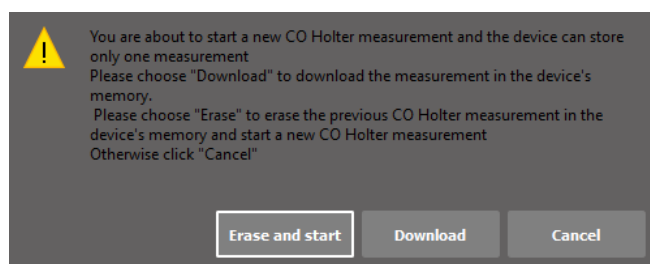 You are about to start a new CO Holter measurement and the device can store
only one measurement
Please choose "Download" to download the measurement in the device's
memory.
Please choose "Erase" to erase the previous CO Holter measurement in the
device's memory and start a new CO Holter measurement
Otherwise click "Cancel"
Erase and start
Download
Cancel